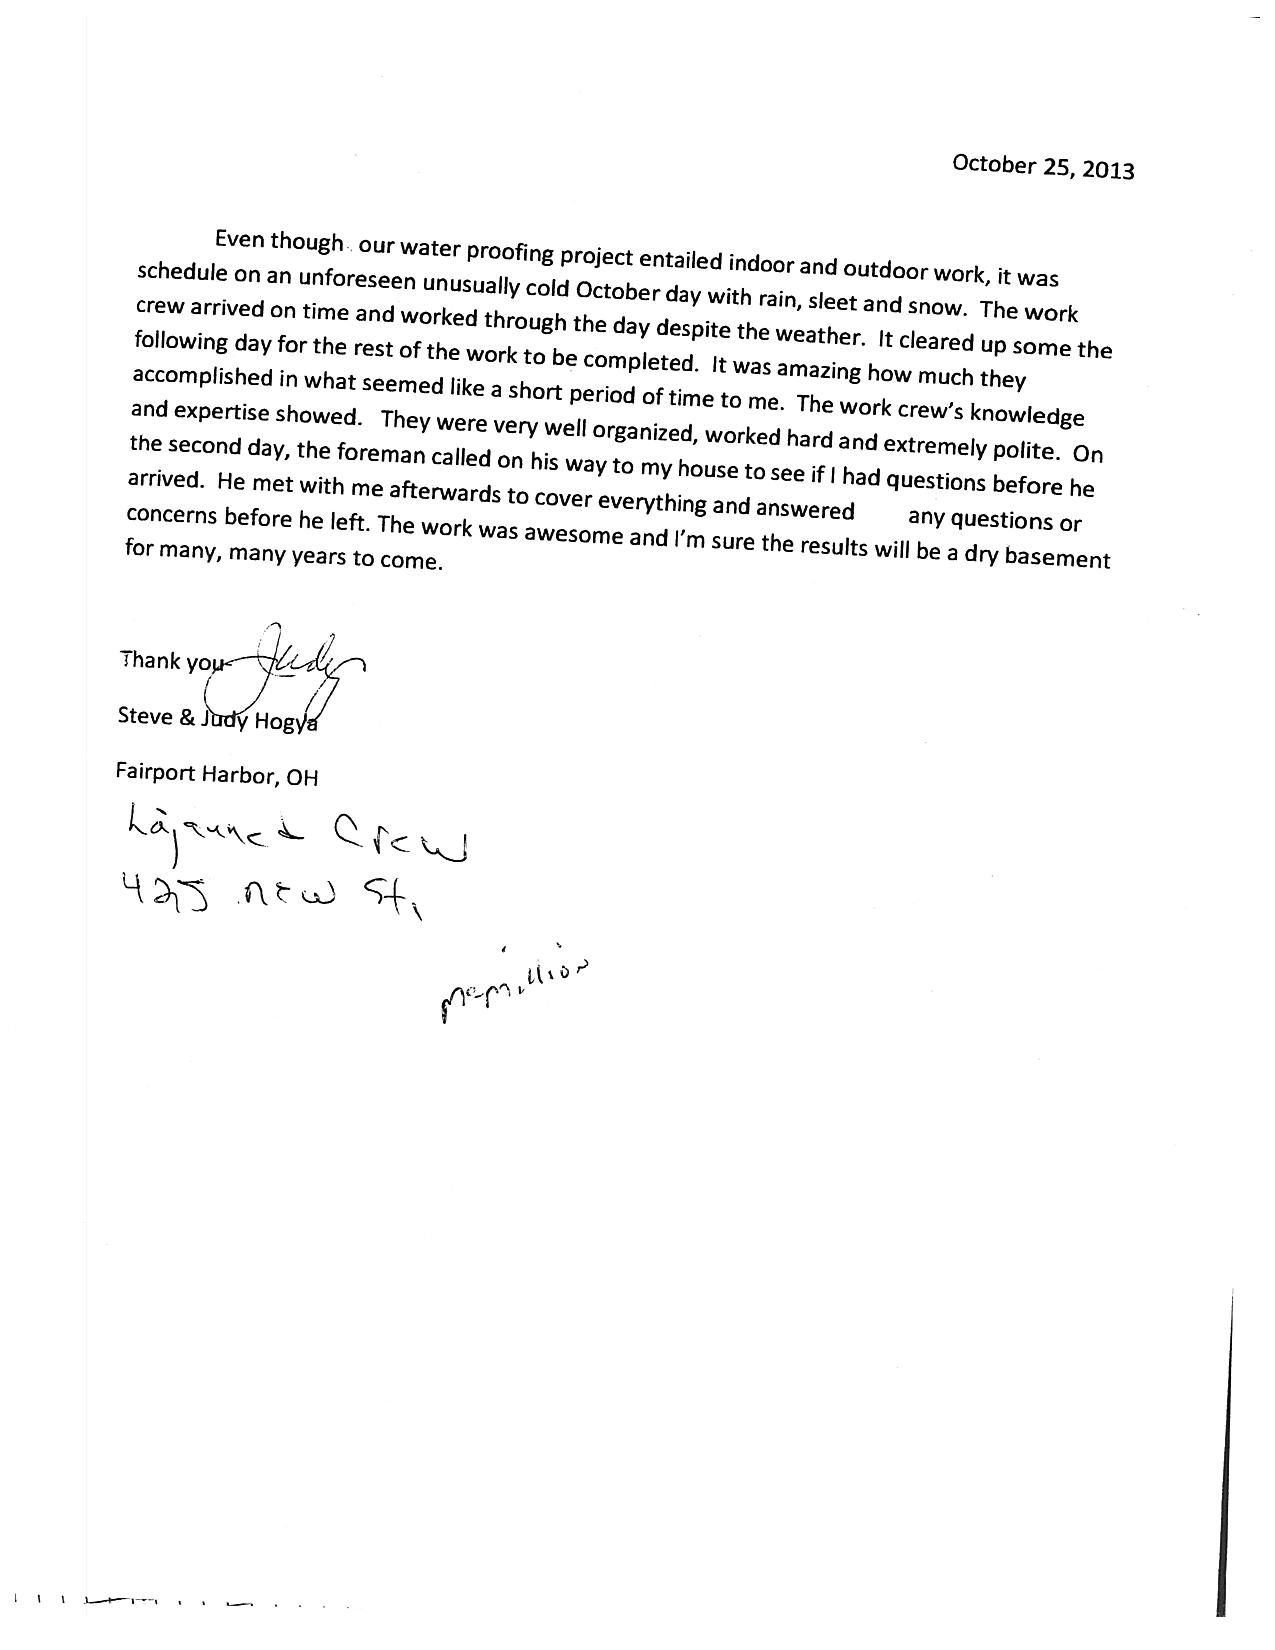 October 25, 2013
Even though our water proofing project entailed indoor and outdoor work, it was
schedule on an unforeseen unusually cold October day with rain, sleet and snow. The work
crew arrived on time and worked through the day despite the weather. It cleared up some the
following day for the rest of the work to be completed. It was amazing how much they
accomplished in what seemed like a short period of time to me. The work crew's knowledge
and expertise showed. They were very well organized, worked hard and extremely polite. On
the second day, the foreman called on his way to my house to see if I had questions before he
arrived. He met with me afterwards to cover everything and answered any questions or
concerns before he left. The work was awesome and I'm sure the results will be a dry basement
for many, many years to come.
Thank you Judy
Steve & Judy Hogya
Fairport Harbor, OH
Crew
425 New St.